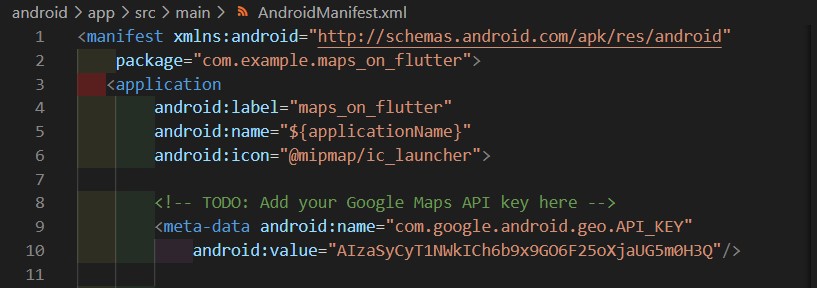 android > app > src > main > AndroidManifest.xml
1 <manifest xmlns:android="http://schemas.android.com/apk/res/android"
2 package="com.example.maps_on_flutter">
3 <application
4 android:label="maps_on_flutter"
5 android:name="${applicationName}"
6 android:icon="@mipmap/ic_launcher">
7
8 <!-- TODO: Add your Google Maps API key here -->
9 <meta-data android:name="com.google.android.geo.API_KEY"
10 android:value="AIzaSyCyT1NWkICh6b9x9GO6F25oXjaUG5m0H3Q"/>
11